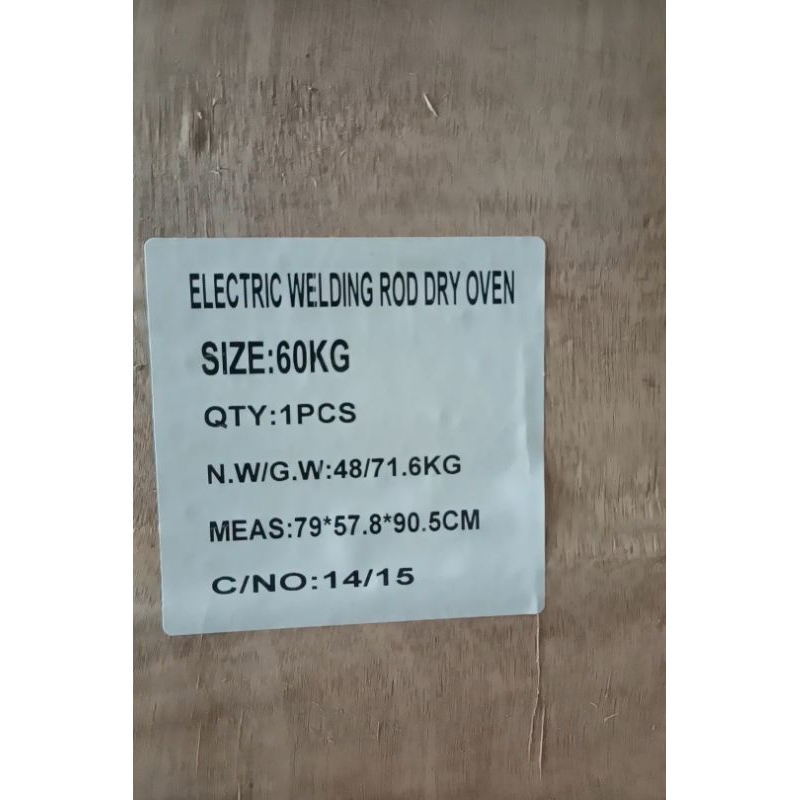 ELECTRIC WELDING ROD DRY OVEN
SIZE:60KG
QTY:1PCS
N.W/G.W:48/71.6KG
MEAS:79*57.8*90.5CM
C/NO:14/15